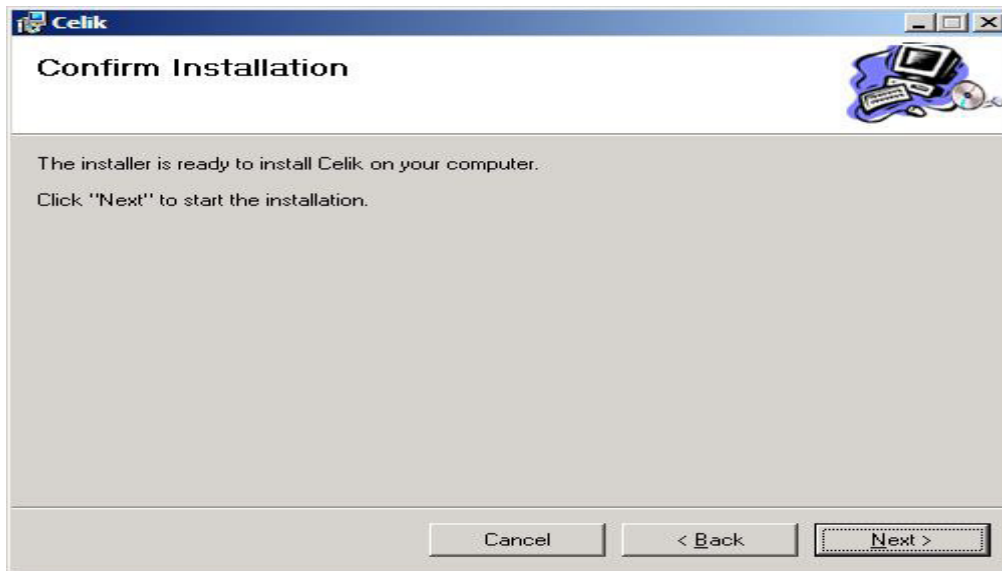 Celik
Confirm Installation
The installer is ready to install Celik on your computer.
Click "Next" to start the installation.
Cancel
< Back
Next >